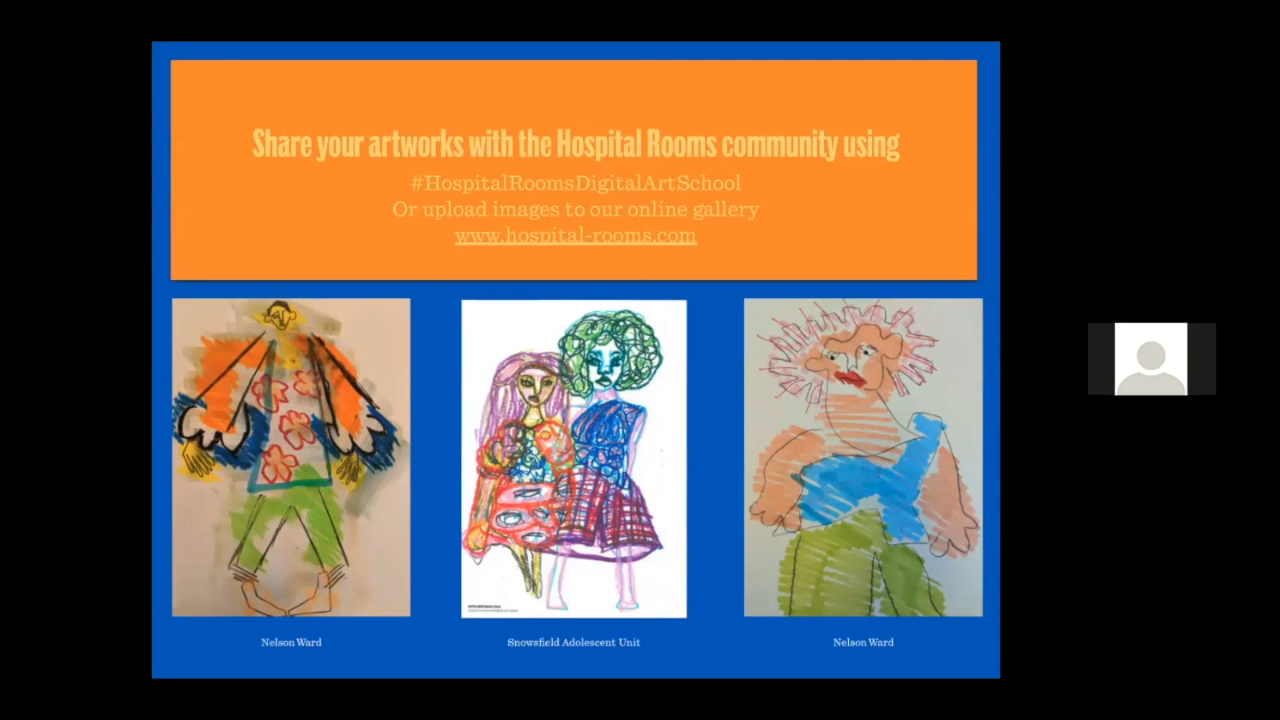 Share your artworks with the Hospital Rooms community using
#HospitalRoomsDigitalArtSchool
Or upload images to our online gallery
www.hospital-rooms.com
Nelson Ward
Snowsfield Adolescent Unit
Nelson Ward